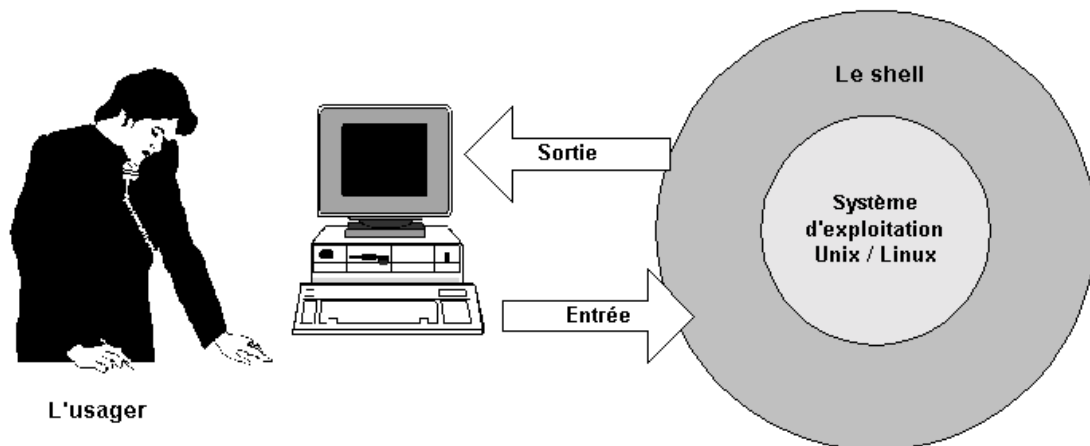 Le shell
Sortie
Système
d'exploitation
Unix / Linux
Entrée
L'usager